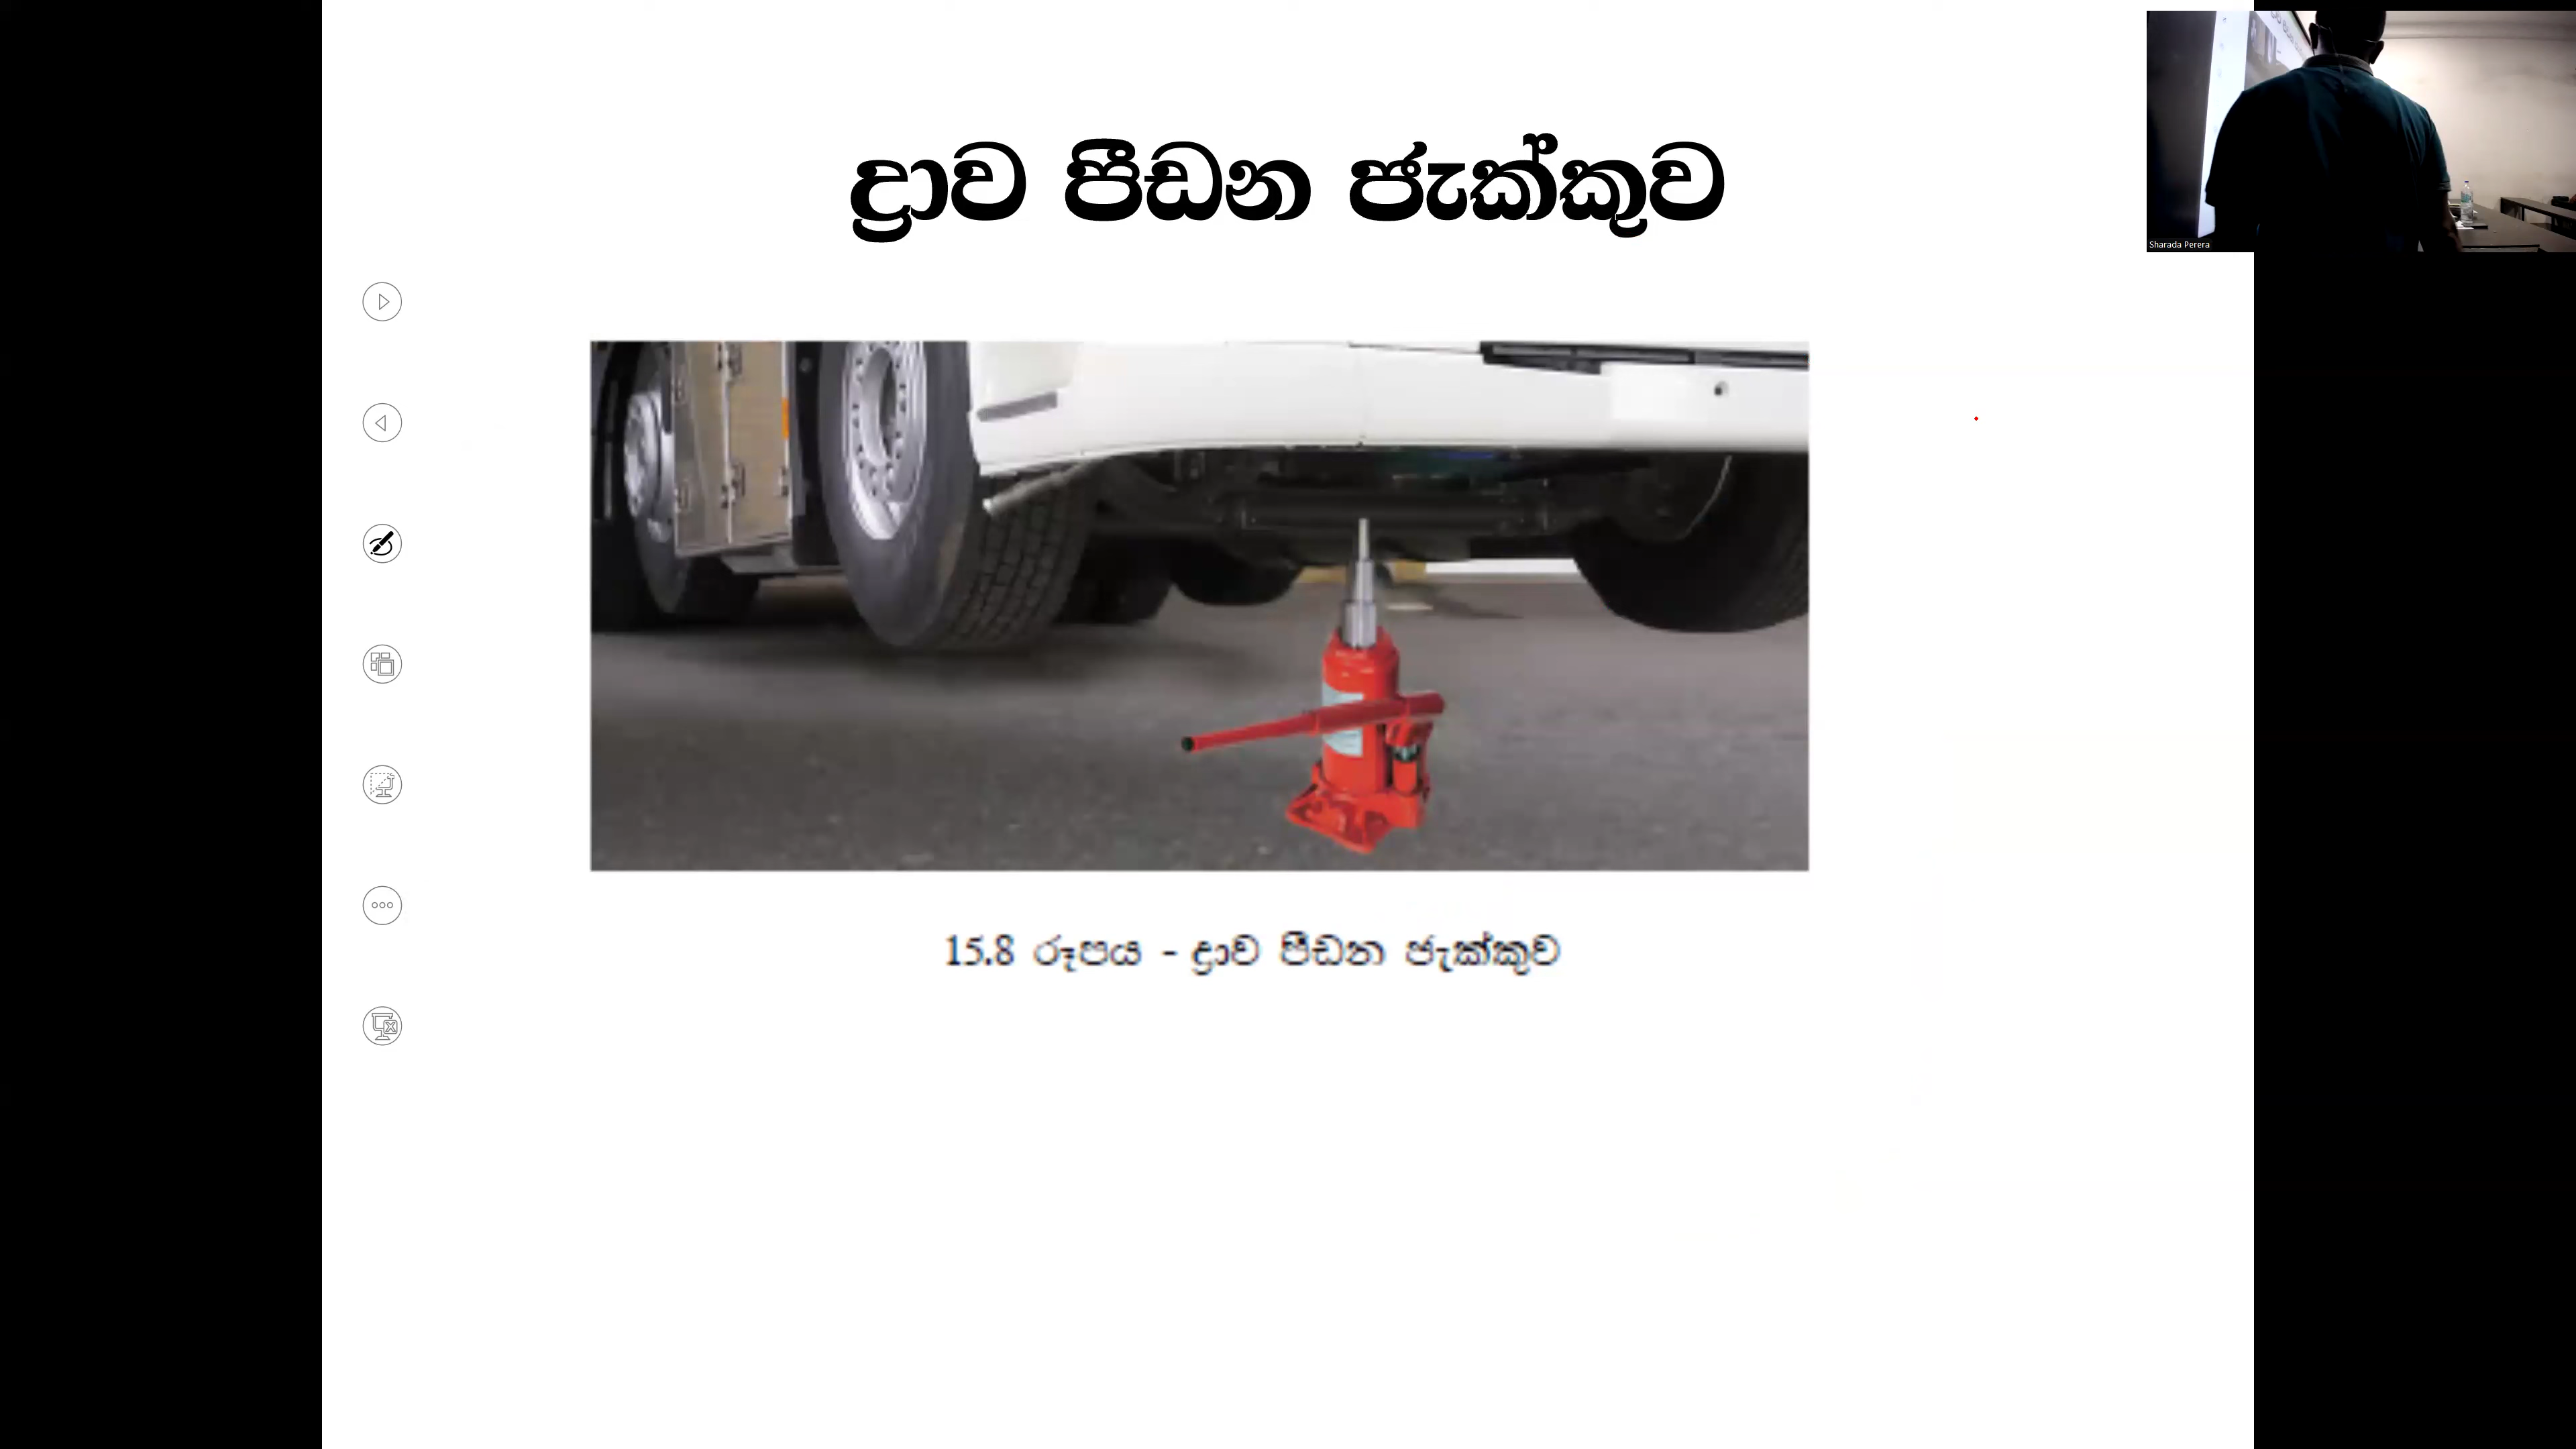 ද්‍රාව පීඩන ජැක්කුව
Sharada Perera
15.8 රූපය - ද්‍රාව පීඩන ජැක්කුව